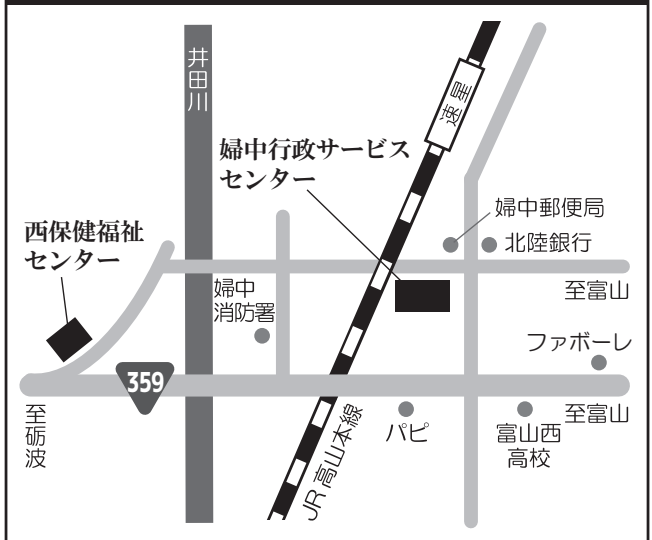 井田川
速星
婦中行政サービス
センター
婦中郵便局
西保健福祉
センター
北陸銀行
婦中
消防署
至富山
ファボーレ
359
至砺波
JR高山本線
パピ
富山西
高校
至富山